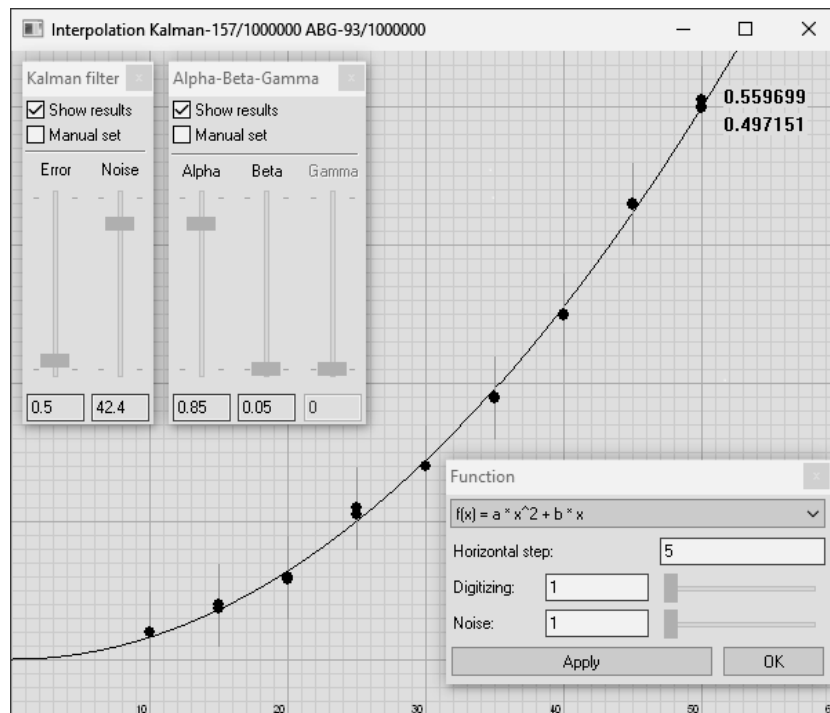 Interpolation Kalman-157/1000000 ABG-93/1000000
Kalman filter
Show results
Manual set
Error Noise
0.5 42.4
Alpha-Beta-Gamma
Show results
Manual set
Alpha Beta Gamma
0.85 0.05 0
0.559699
0.497151
Function
f(x) = a * x^2 + b * x
Horizontal step: 5
Digitizing: 1
Noise: 1
Apply OK
10 20 30 40 50 6